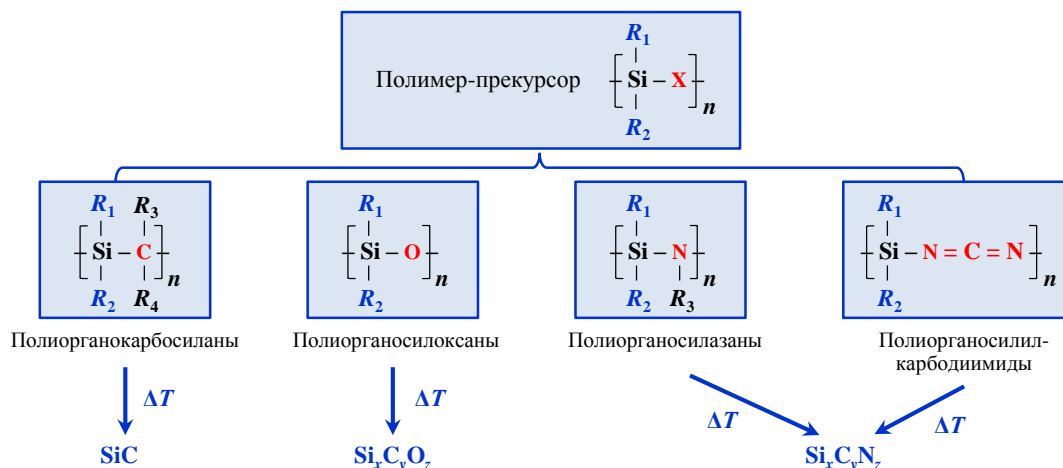 R1
Полимер-прекурсор [Si – X]n
R2
R1 R3
[Si – C]n
R2 R4
R1
[Si – O]n
R2
R1
[Si – N]n
R2 R3
R1
[Si – N = C = N]n
R2
Полиорганокарбосиланы
Полиорганосилоксаны
Полиорганосилазаны
Полиорганосилил-
карбодиимиды
ΔT
ΔT
ΔT
ΔT
SiC
SixCyOz
SixCyNz